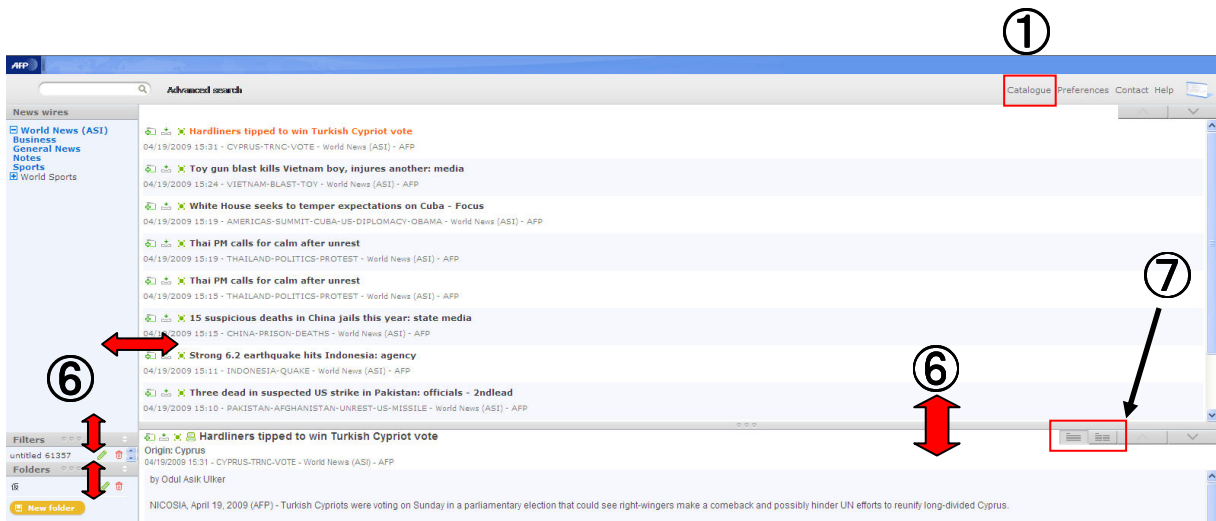 ①
AFP
Advanced search
Catalogue Preferences Contact Help
News wires
World News (ASI)
Business
General News
Notes
Sports
World Sports
Hardliners tipped to win Turkish Cypriot vote
04/19/2009 15:31 - CYPRUS-TRNC-VOTE - World News (ASI) - AFP
Toy gun blast kills Vietnam boy, injures another: media
04/19/2009 15:24 - VIETNAM-BLAST-TOY - World News (ASI) - AFP
White House seeks to temper expectations on Cuba - Focus
04/19/2009 15:19 - AMERICAS-SUMMIT-CUBA-US-DIPLOMACY-OBAMA - World News (ASI) - AFP
Thai PM calls for calm after unrest
04/19/2009 15:19 - THAILAND-POLITICS-PROTEST - World News (ASI) - AFP
Thai PM calls for calm after unrest
04/19/2009 15:15 - THAILAND-POLITICS-PROTEST - World News (ASI) - AFP
⑦
15 suspicious deaths in China jails this year: state media
04/19/2009 15:15 - CHINA-PRISON-DEATHS - World News (ASI) - AFP
Strong 6.2 earthquake hits Indonesia: agency
04/19/2009 15:11 - INDONESIA-QUAKE - World News (ASI) - AFP
⑥
⑥
Three dead in suspected US strike in Pakistan: officials - 2ndlead
04/19/2009 15:10 - PAKISTAN-AFGHANISTAN-UNREST-US-MISSILE - World News (ASI) - AFP
Filters
untitled 61357
Folders
仮
New folder
Hardliners tipped to win Turkish Cypriot vote
Origin: Cyprus
04/19/2009 15:31 - CYPRUS-TRNC-VOTE - World News (ASI) - AFP
by Odul Asik Ulker
NICOSIA, April 19, 2009 (AFP) - Turkish Cypriots were voting on Sunday in a parliamentary election that could see right-wingers make a comeback and possibly hinder UN efforts to reunify long-divided Cyprus.